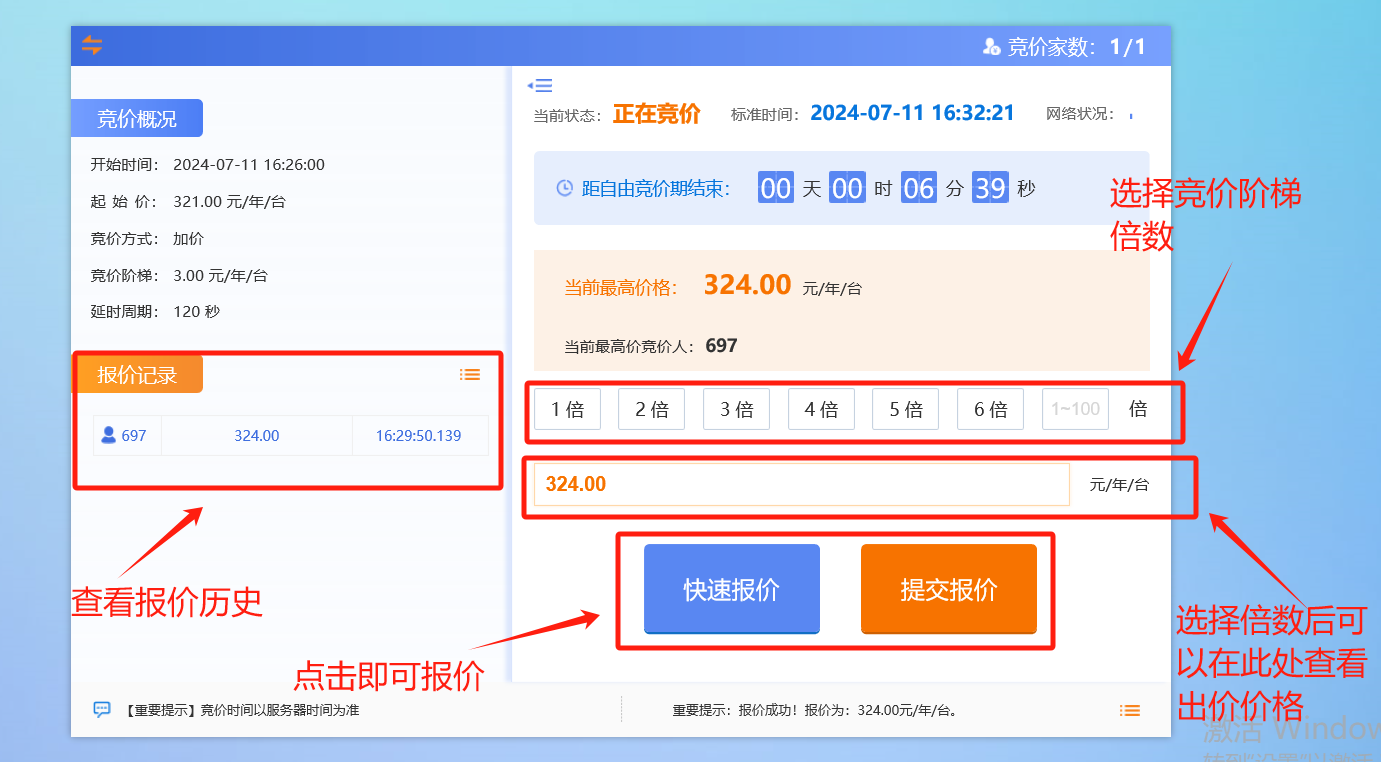 竞价家数：1/1
竞价概况
开始时间： 2024-07-11 16:26:00
起 始 价： 321.00 元/年/台
竞价方式： 加价
竞价阶梯： 3.00 元/年/台
延时周期： 120 秒
报价记录
697 324.00 16:29:50.139
查看报价历史
当前状态： 正在竞价 标准时间： 2024-07-11 16:32:21 网络状况：
距自由竞价期结束： 00 天 00 时 06 分 39 秒
选择竞价阶梯
倍数
当前最高价格： 324.00 元/年/台
当前最高价竞价人： 697
1 倍 2 倍 3 倍 4 倍 5 倍 6 倍 1~100 倍
324.00 元/年/台
快速报价 提交报价
点击即可报价
选择倍数后可
以在此处查看
出价价格
【重要提示】竞价时间以服务器时间为准
重要提示：报价成功！报价为：324.00元/年/台。
激活 Window